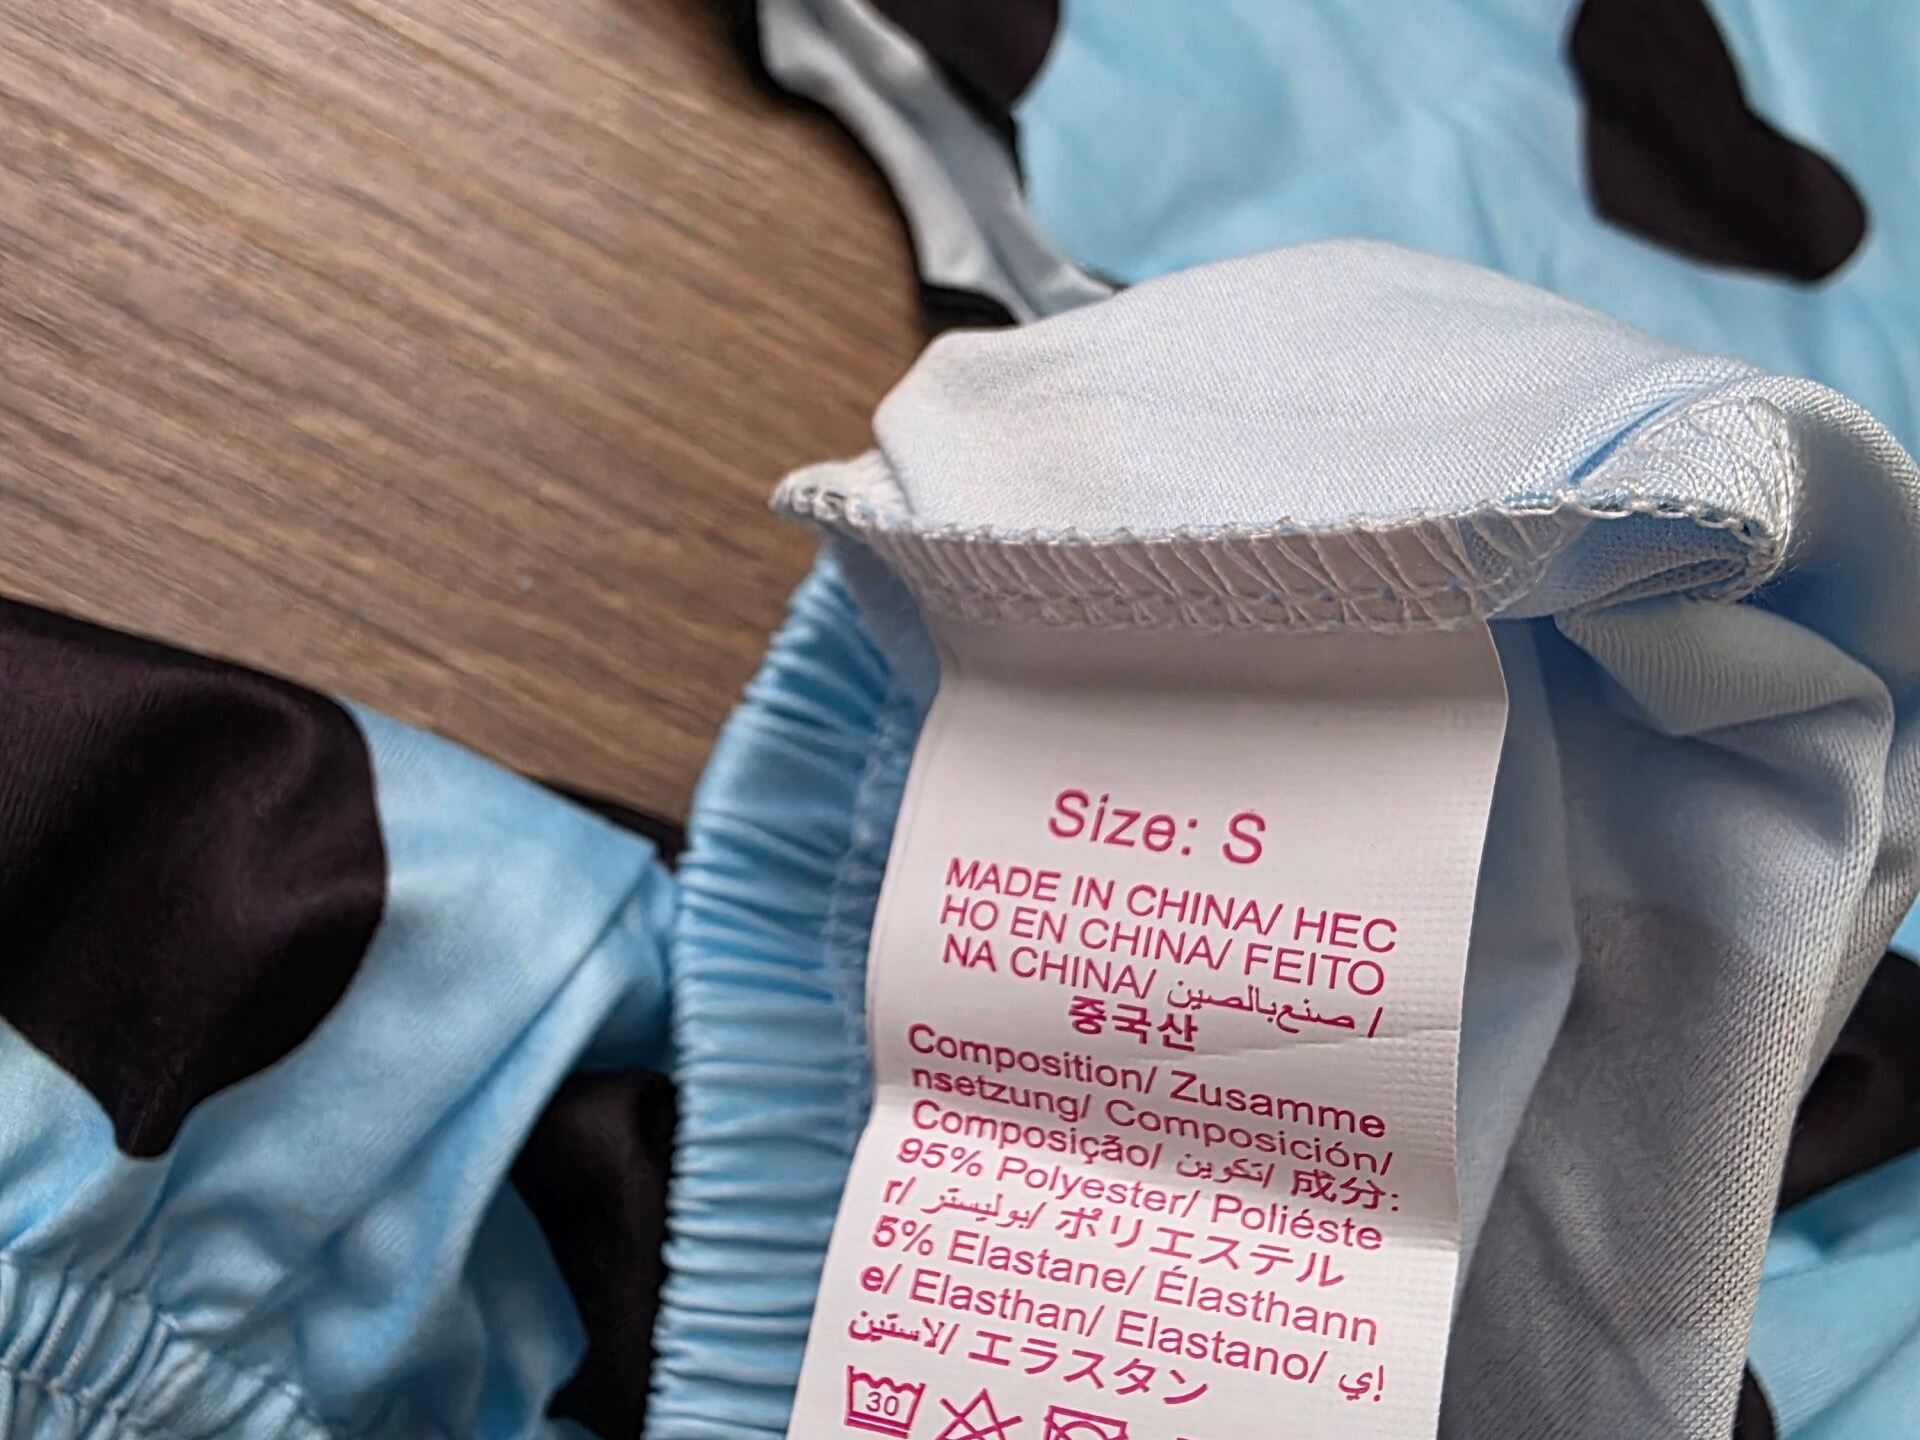 Size: S
MADE IN CHINA/ HEC
HO EN CHINA/ FEITO
NA CHINA/ صنع بالصين /
중국산
Composition/ Zusamme
nsetzung/ Composición/
Composição/ تكوين/ 成分:
95% Polyester/ Poliéste
r/ بوليستر/ ポリエステル
5% Elastane/ Élasthann
e/ Elasthan/ Elastano/ إي
لاستين/ エラスタン
30